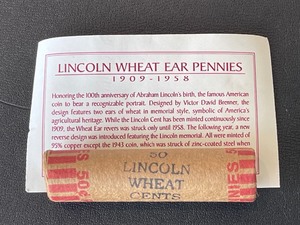 LINCOLN WHEAT EAR PENNIES
1909-1958
Honoring the 100th anniversary of Abraham Lincoln's birth, the famous American
coin to bear a recognizable portrait. Designed by Victor David Brenner, the
design features two ears of wheat in memorial style, symbolic of America's
agricultural heritage. While the Lincoln Cent has been minted continuously since
1909, the Wheat Ear revers was struck only until 1958. The following year, a new
reverse design was introduced featuring the memorial. All were minted of
95% copper except the 1943 coin, which was struck of zinc-coated steel when
S 50¢
50
LINCOLN
WHEAT
CENTS
NIES 5